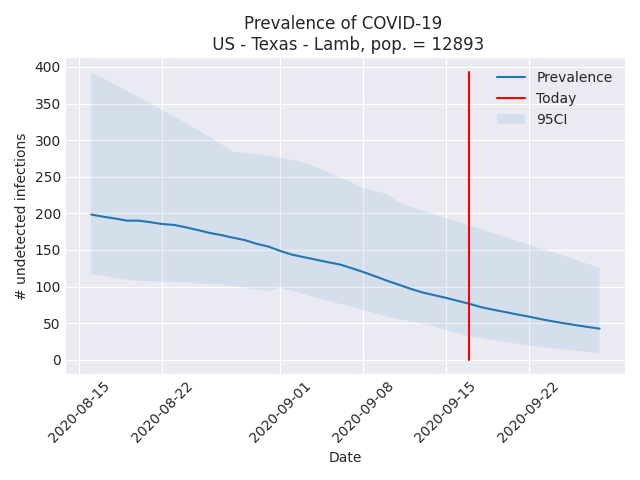 Prevalence of COVID-19
US - Texas - Lamb, pop. = 12893
400
350
300
250
200
150
100
50
0
# undetected infections
Prevalence
Today
95CI
2020-08-15
2020-08-22
2020-09-01
2020-09-08
2020-09-15
2020-09-22
Date